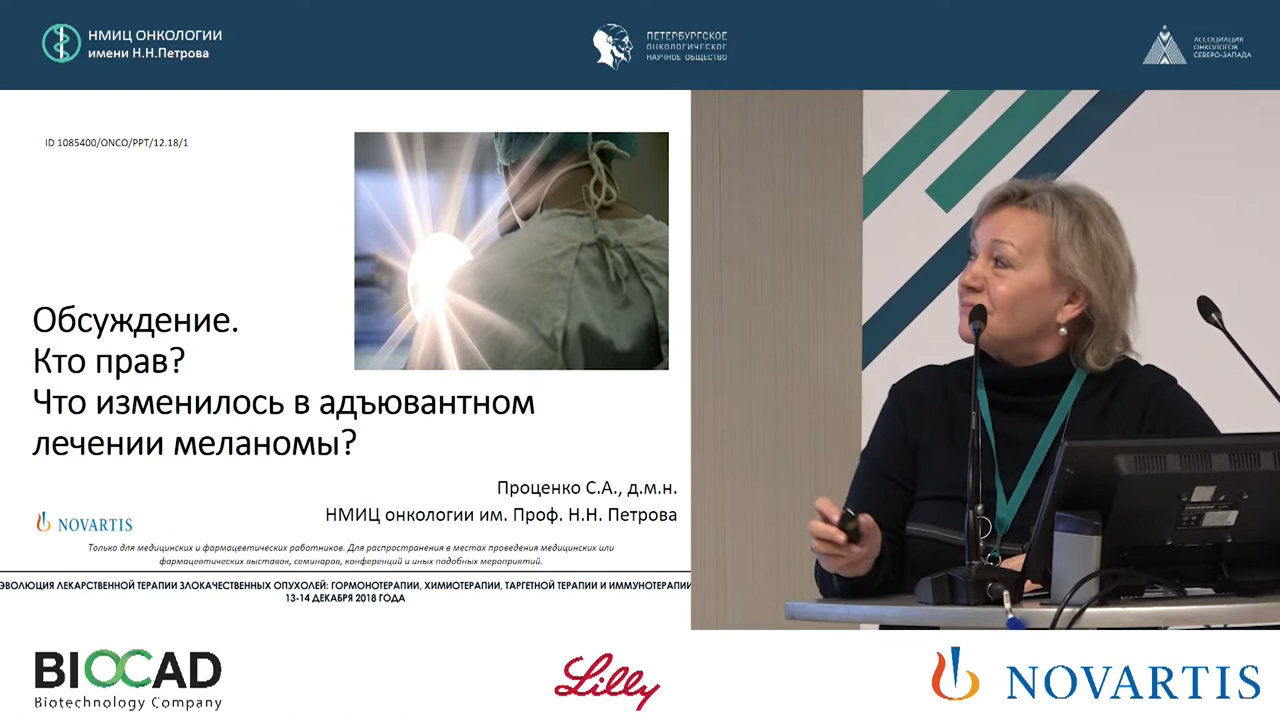 НМИЦ ОНКОЛОГИИ
имени Н.Н.Петрова
ПЕТЕРБУРГСКОЕ
ОНКОЛОГИЧЕСКОЕ
НАУЧНОЕ ОБЩЕСТВО
АССОЦИАЦИЯ
ОНКОЛОГОВ
СЕВЕРО-ЗАПАДА
ID 1085400/ONCO/PPT/12.18/1
Обсуждение.
Кто прав?
Что изменилось в адъювантном
лечении меланомы?
Проценко С.А., д.м.н.
НМИЦ онкологии им. Проф. Н.Н. Петрова
NOVARTIS
Только для медицинских и фармацевтических работников. Для распространения в местах проведения медицинских или
фармацевтических выставок, семинаров, конференций и иных подобных мероприятий.
ЭВОЛЮЦИЯ ЛЕКАРСТВЕННОЙ ТЕРАПИИ ЗЛОКАЧЕСТВЕННЫХ ОПУХОЛЕЙ: ГОРМОНОТЕРАПИИ, ХИМИОТЕРАПИИ, ТАРГЕТНОЙ ТЕРАПИИ И ИММУНОТЕРАПИИ
13-14 ДЕКАБРЯ 2018 ГОДА
BIOCAD
Biotechnology Company
Lilly
NOVARTIS